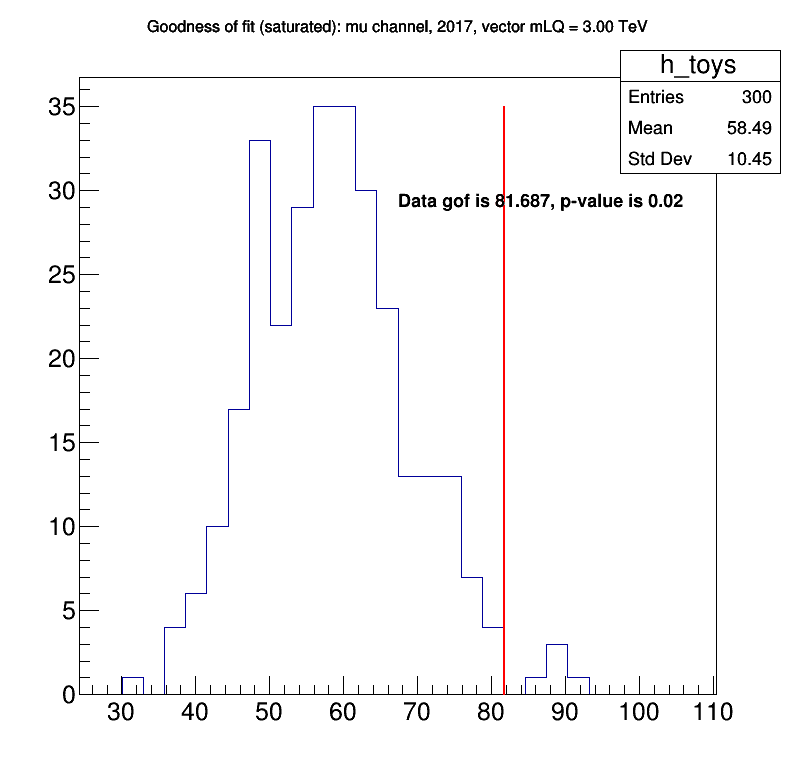 Goodness of fit (saturated): mu channel, 2017, vector mLQ = 3.00 TeV
h_toys
Entries 300
Mean 58.49
Std Dev 10.45
35
30
Data gof is 81.687, p-value is 0.02
25
20
15
10
5
0
30 40 50 60 70 80 90 100 110